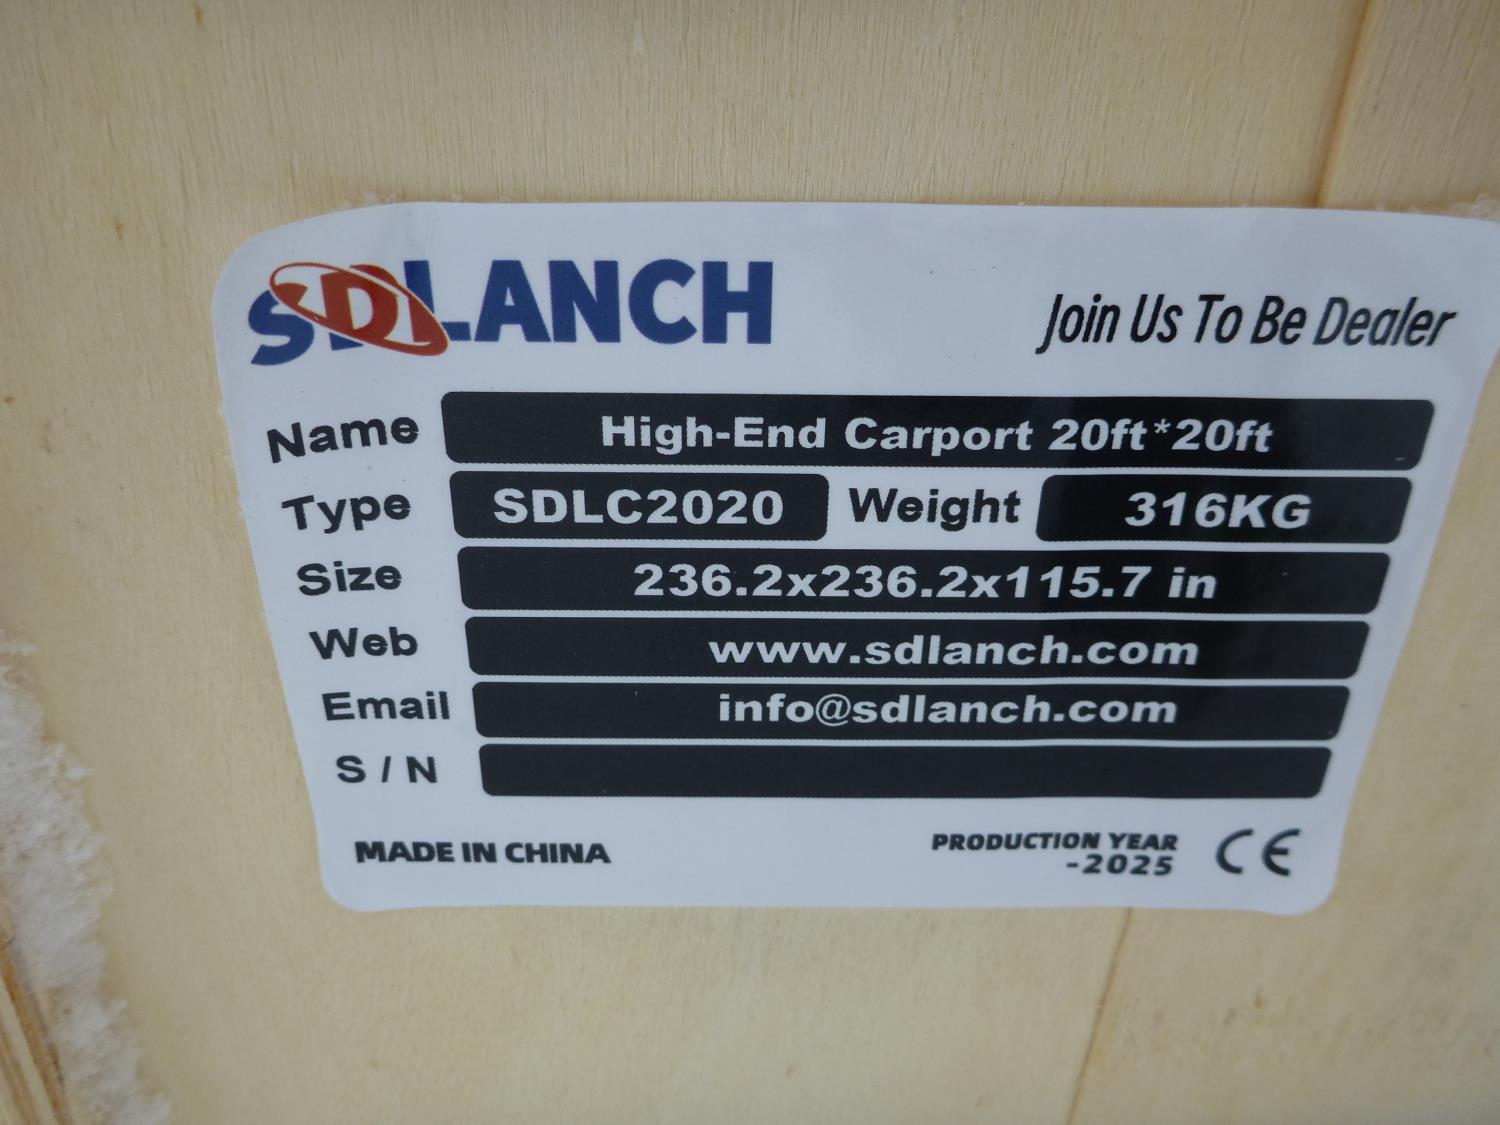 SDLANCH
Join Us To Be Dealer
Name High-End Carport 20ft*20ft
Type SDLC2020 Weight 316KG
Size 236.2x236.2x115.7 in
Web www.sdlanch.com
Email info@sdlanch.com
S / N
MADE IN CHINA
PRODUCTION YEAR
-2025
CE